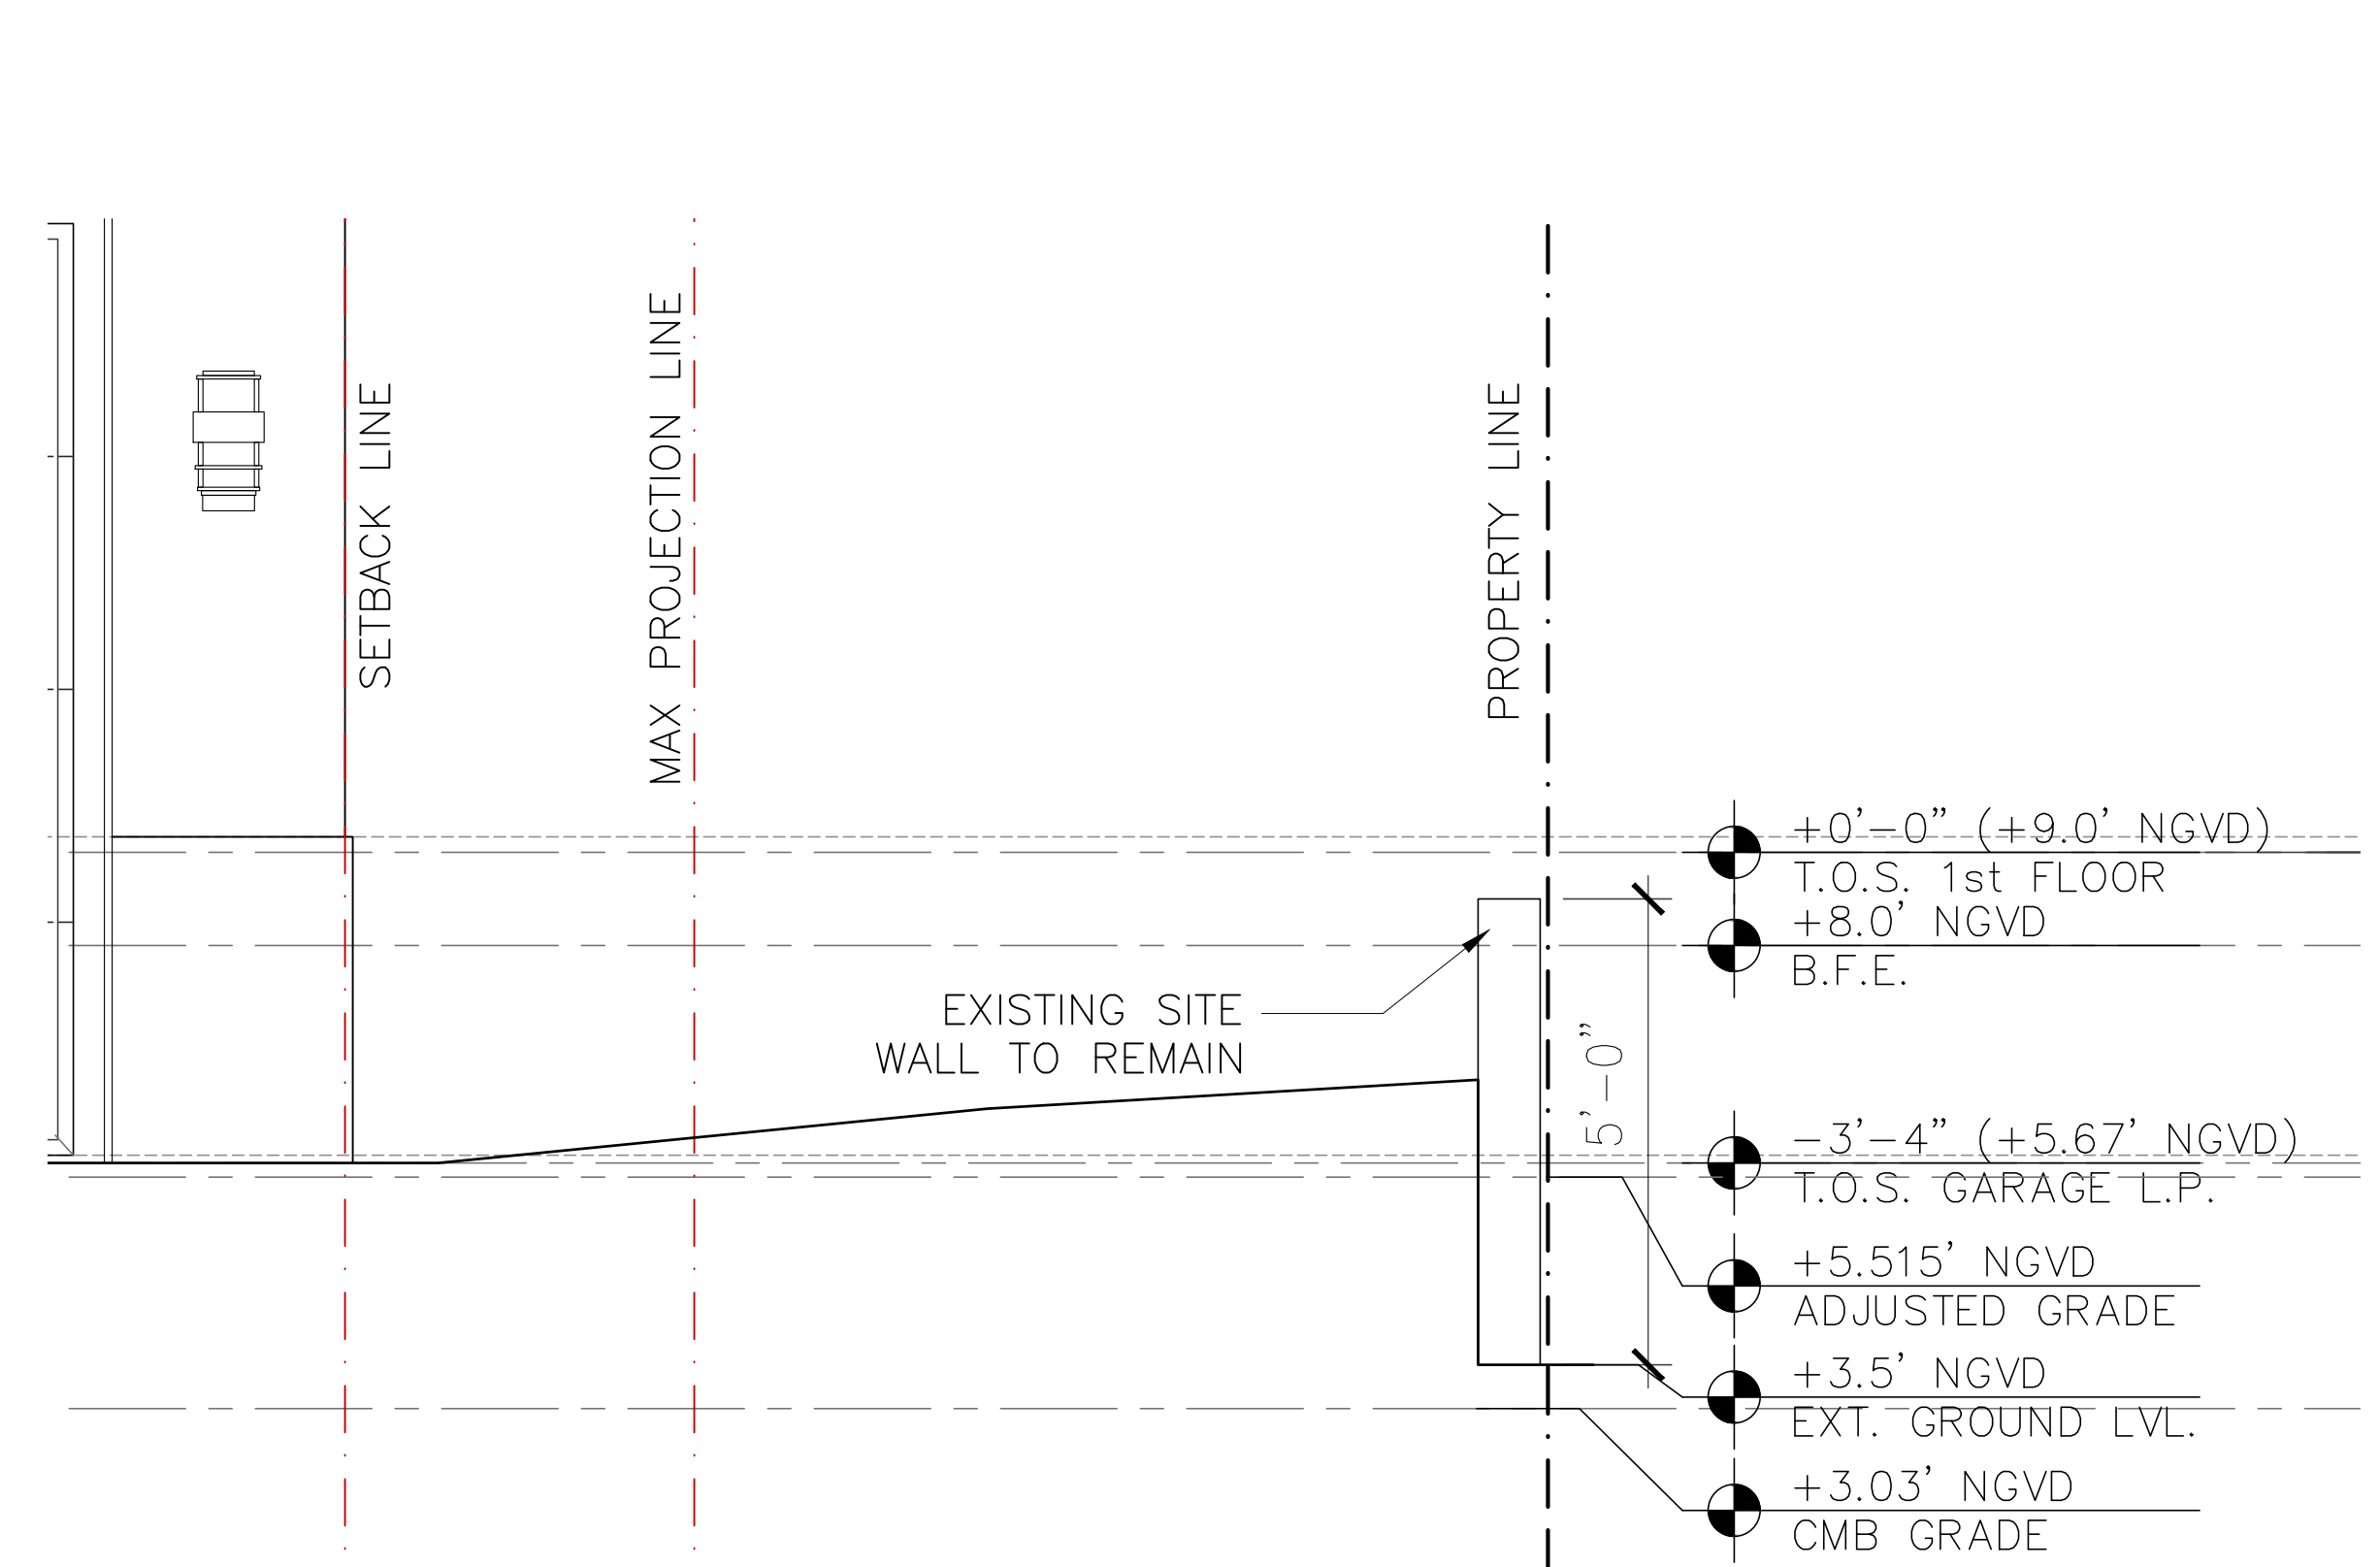 SETBACK LINE
MAX PROJECTION LINE
PROPERTY LINE
+0'-0" (+9.0' NGVD)
T.O.S. 1st FLOOR
+8.0' NGVD
B.F.E.
EXISTING SITE
WALL TO REMAIN
5'-0"
-3'-4" (+5.67' NGVD)
T.O.S. GARAGE L.P.
+5.515' NGVD
ADJUSTED GRADE
+3.5' NGVD
EXT. GROUND LVL.
+3.03' NGVD
CMB GRADE